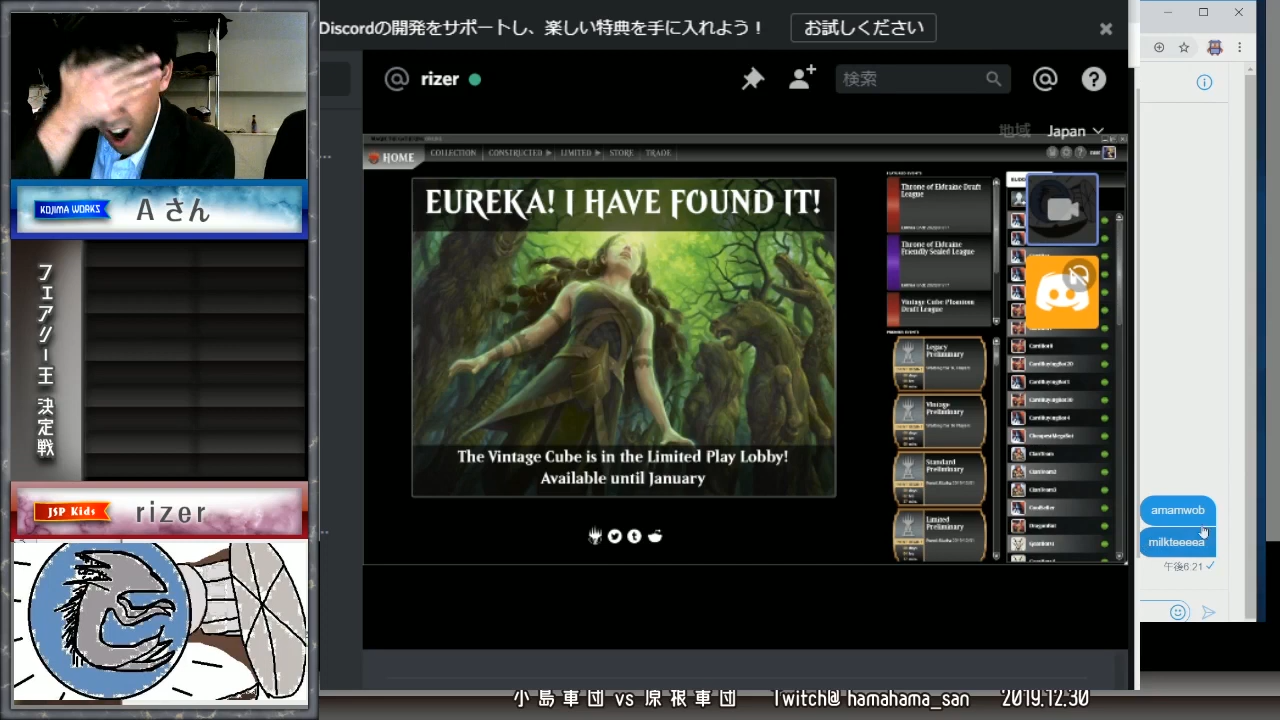 Discordの開発をサポートし、楽しい特典を手に入れよう！
お試しください
rizer
検索
地域
Japan
HOME
COLLECTION
CONSTRUCTED
LIMITED
STORE
TRADE
EUREKA! I HAVE FOUND IT!
The Vintage Cube is in the Limited Play Lobby!
Available until January
Throne of Eldraine Draft
League
Throne of Eldraine
Friendly Sealed League
Vintage Cube Phantom
Draft League
Legacy
Preliminary
Vintage
Preliminary
Standard
Preliminary
Limited
Preliminary
KOJIMA WORKS
Aさん
フェアリー王決定戦
JSP Kids
rizer
amamwob
milkteeeea
午後6:21
小島軍団 vs 原根軍団 Twitch@hamahama_san 2019.12.30